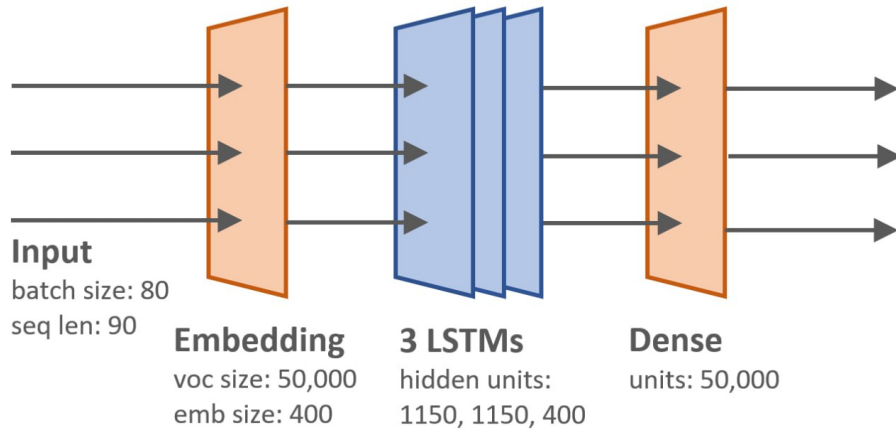 Input
batch size: 80
seq len: 90
Embedding
voc size: 50,000
emb size: 400
3 LSTMs
hidden units:
1150, 1150, 400
Dense
units: 50,000